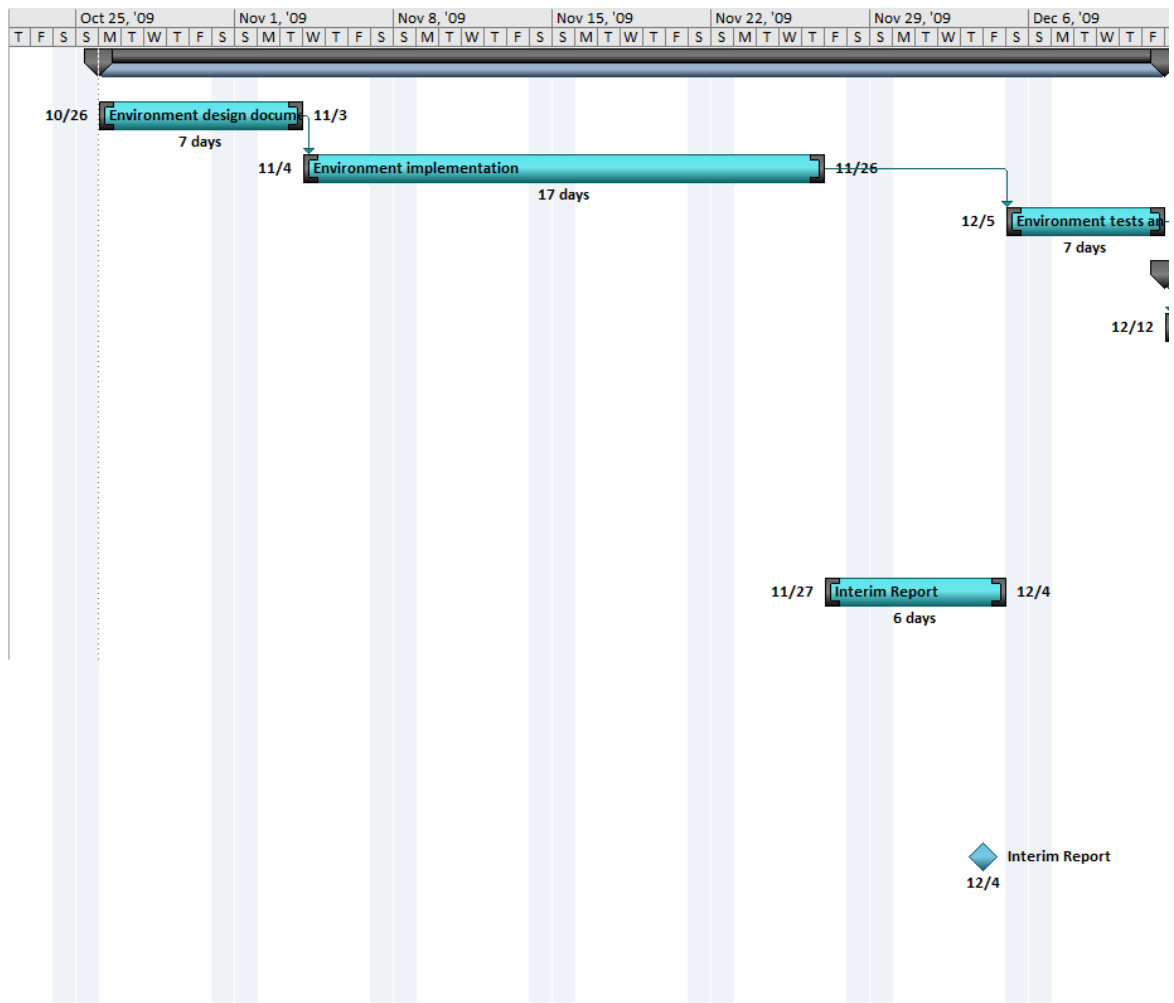 Oct 25, '09 Nov 1, '09 Nov 8, '09 Nov 15, '09 Nov 22, '09 Nov 29, '09 Dec 6, '09
T F S S M T W T F S S M T W T F S S M T W T F S S M T W T F S S M T W T F S S M T W T F S S M T W T F
10/26 Environment design docume 11/3
7 days
11/4 Environment implementation 11/26
17 days
12/5 Environment tests an
7 days
12/12
11/27 Interim Report 12/4
6 days
Interim Report
12/4